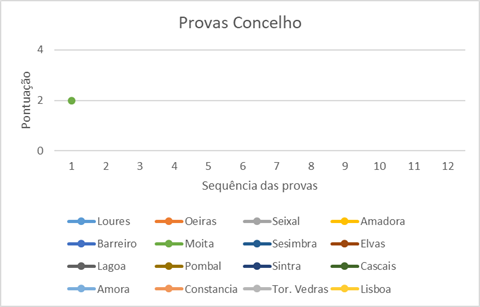 Provas Concelho
4
2
0
Pontuação
1 2 3 4 5 6 7 8 9 10 11 12
Sequência das provas
Loures Oeiras Seixal Amadora
Barreiro Moita Sesimbra Elvas
Lagoa Pombal Sintra Cascais
Amora Constancia Tor. Vedras Lisboa